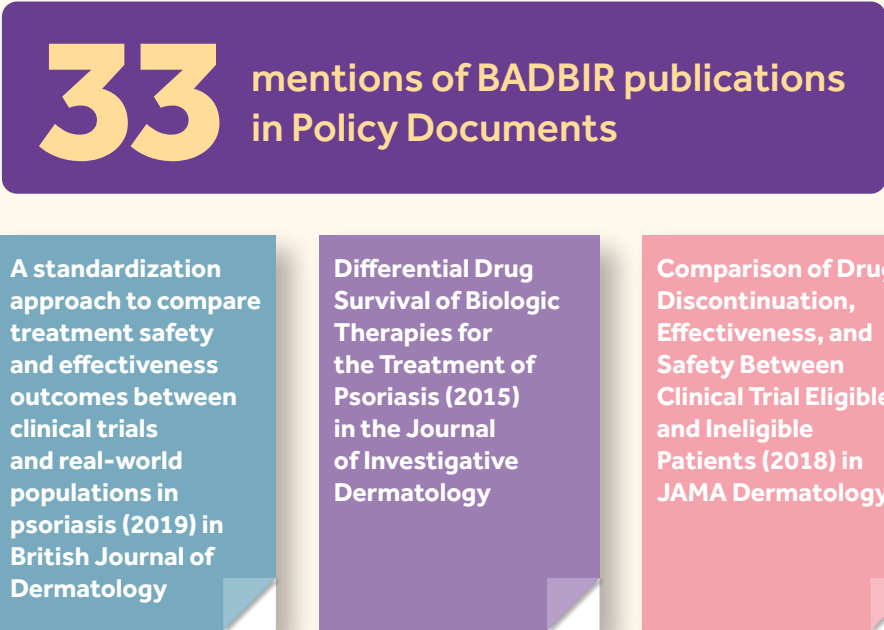 33
mentions of BADBIR publications
in Policy Documents
A standardization
approach to compare
treatment safety
and effectiveness
outcomes between
clinical trials
and real-world
populations in
psoriasis (2019) in
British Journal of
Dermatology
Differential Drug
Survival of Biologic
Therapies for
the Treatment of
Psoriasis (2015)
in the Journal
of Investigative
Dermatology
Comparison of Drug
Discontinuation,
Effectiveness, and
Safety Between
Clinical Trial Eligible
and Ineligible
Patients (2018) in
JAMA Dermatology